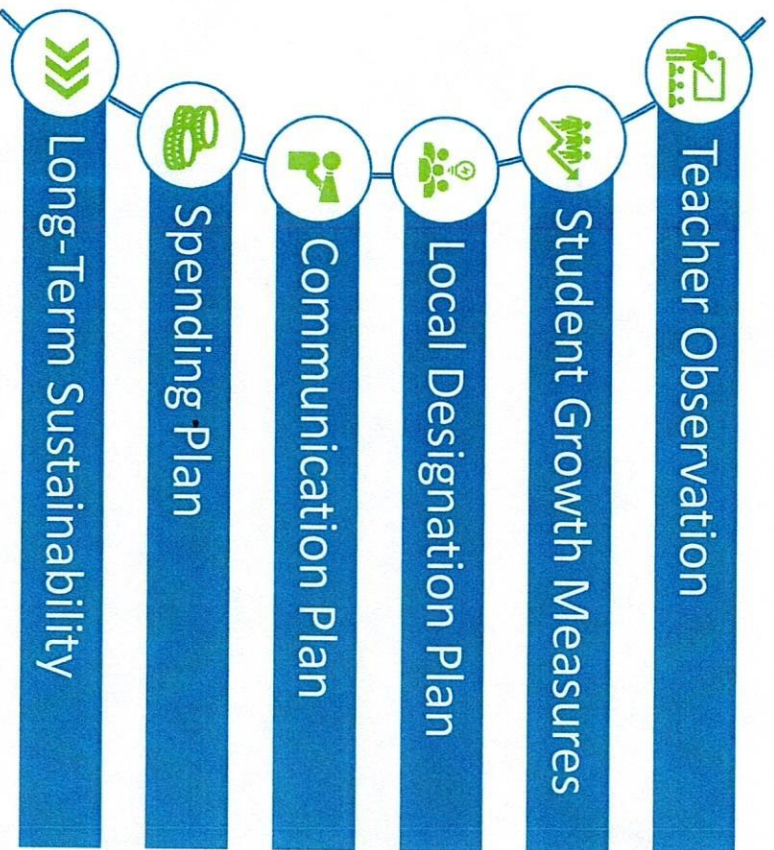 Teacher Observation
Student Growth Measures
Local Designation Plan
Communication Plan
Spending Plan
Long-Term Sustainability